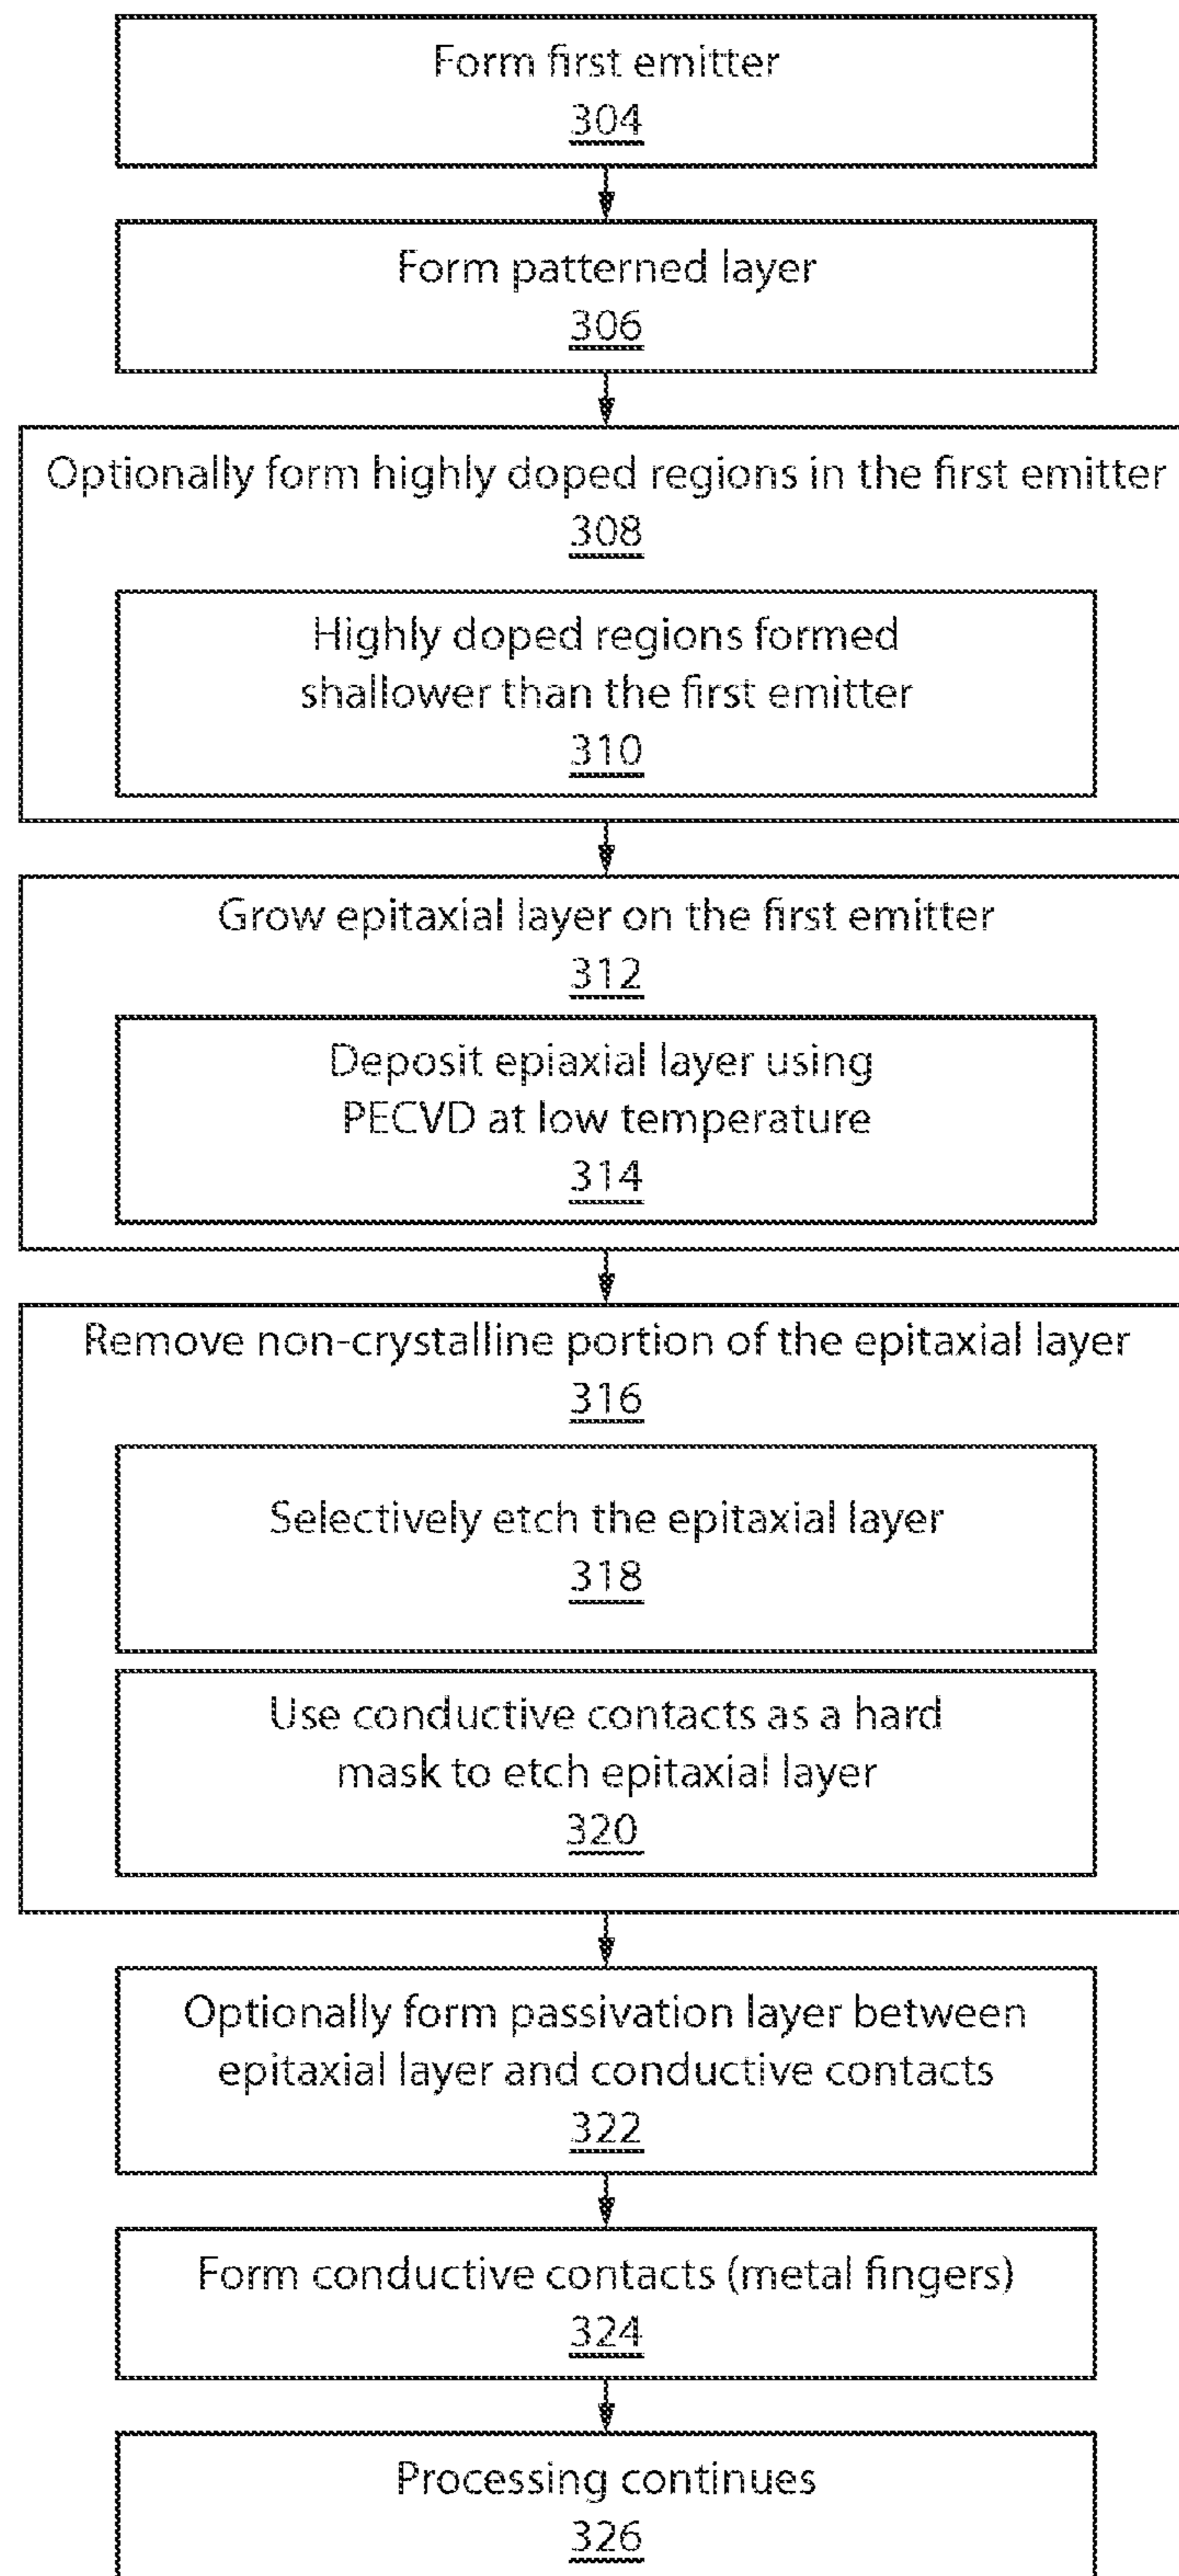 Form first emitter
304
Form patterned layer
306
Optionally form highly doped regions in the first emitter
308
Highly doped regions formed
shallower than the first emitter
310
Grow epitaxial layer on the first emitter
312
Deposit epiaxial layer using
PECVD at low temperature
314
Remove non-crystalline portion of the epitaxial layer
316
Selectively etch the epitaxial layer
318
Use conductive contacts as a hard
mask to etch epitaxial layer
320
Optionally form passivation layer between
epitaxial layer and conductive contacts
322
Form conductive contacts (metal fingers)
324
Processing continues
326